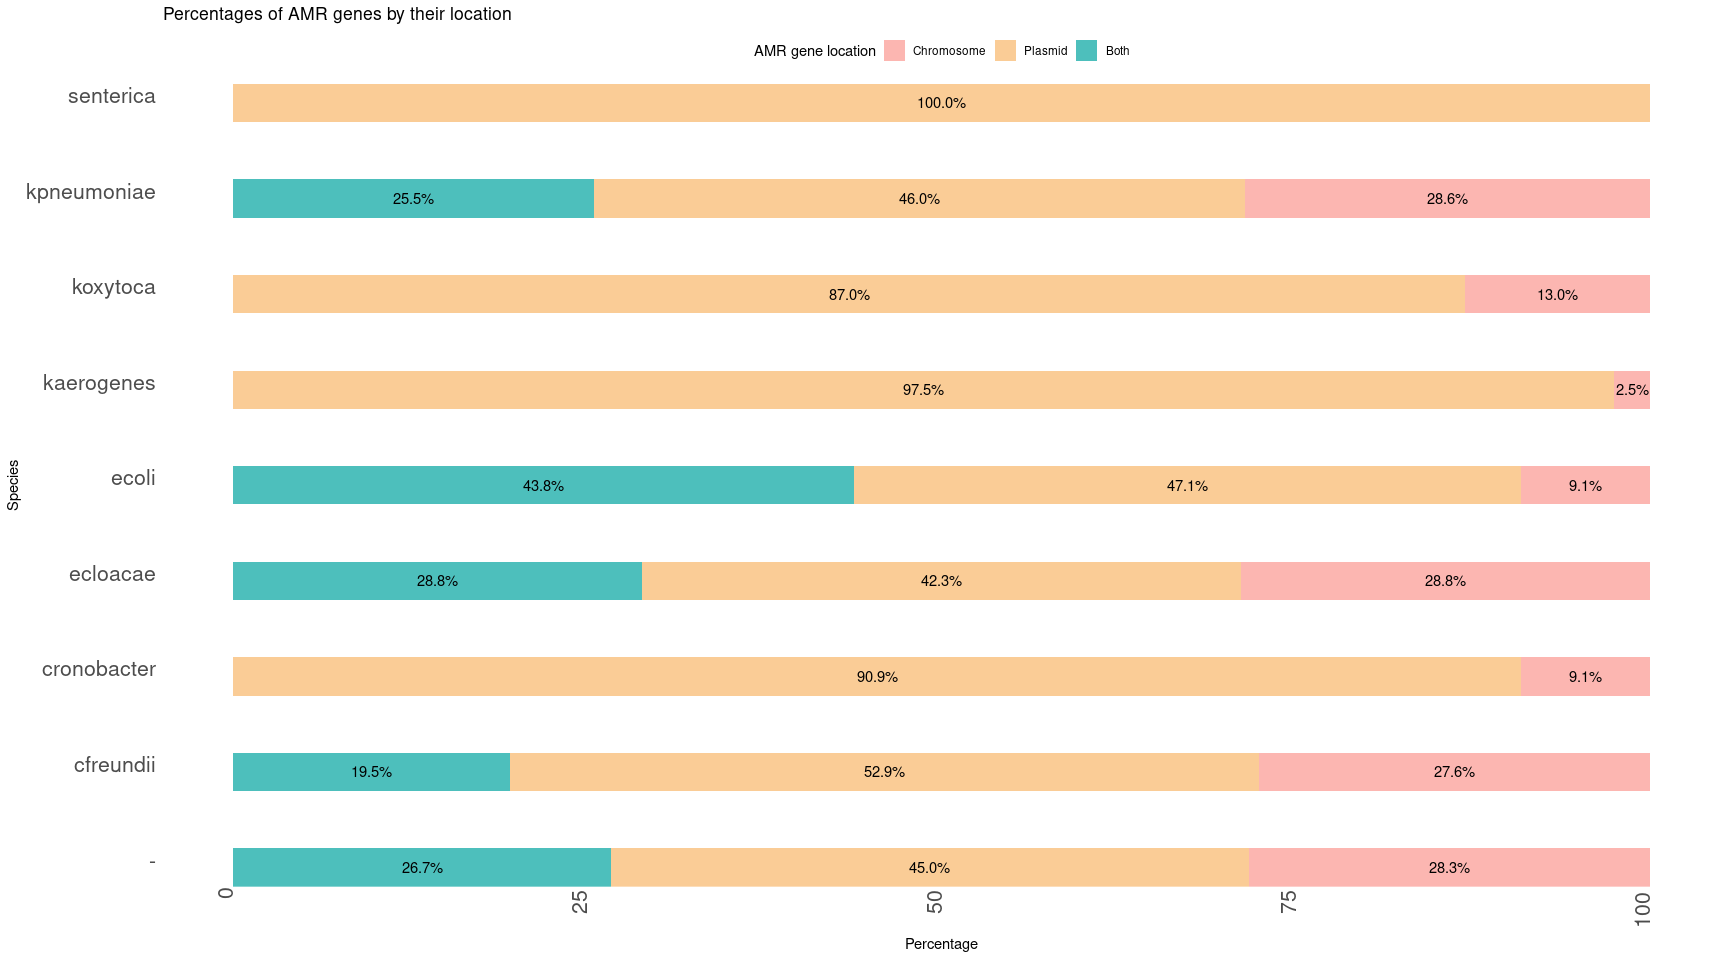 Percentages of AMR genes by their location
AMR gene location Chromosome Plasmid Both
senterica 100.0%
kpneumoniae 25.5% 46.0% 28.6%
koxytoca 87.0% 13.0%
kaerogenes 97.5% 2.5%
ecoli 43.8% 47.1% 9.1%
Species
ecloacae 28.8% 42.3% 28.8%
cronobacter 90.9% 9.1%
cfreundii 19.5% 52.9% 27.6%
- 26.7% 45.0% 28.3%
0 25 50 75 100
Percentage